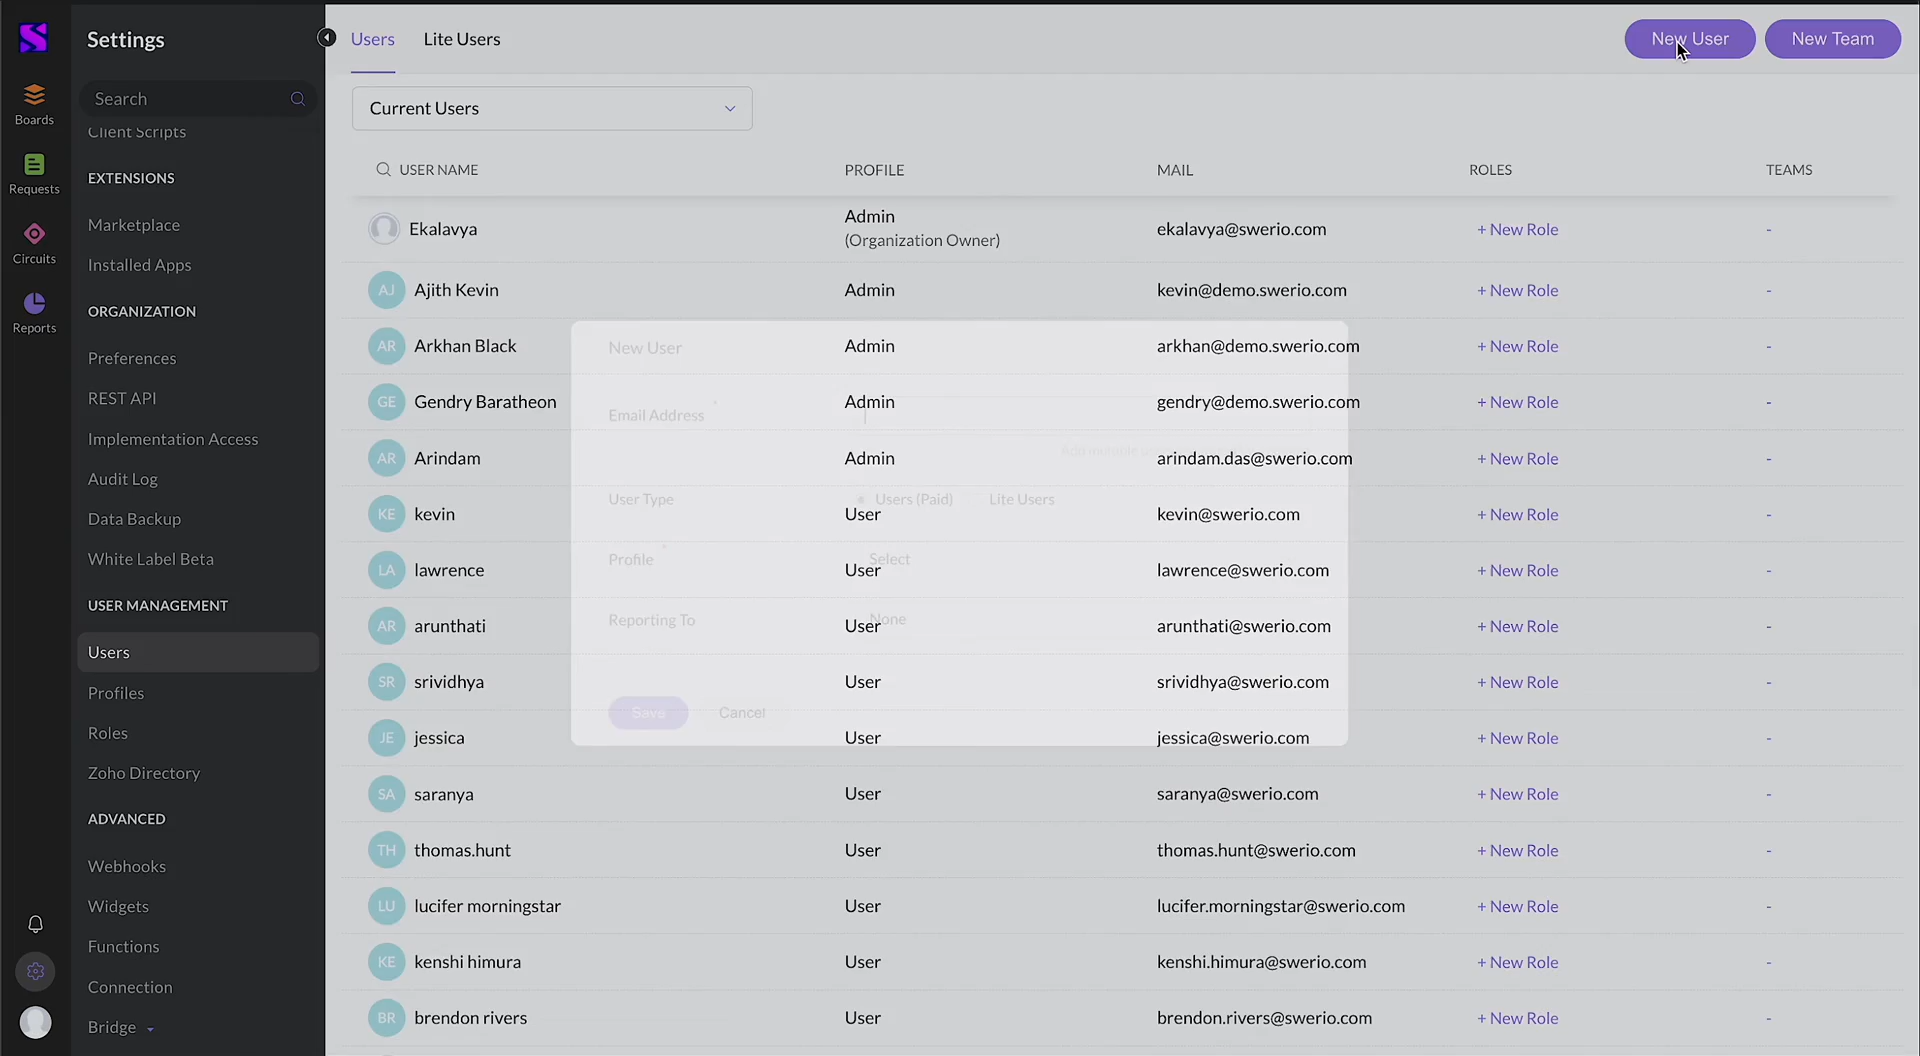 Settings
Users
Lite Users
New User
New Team
Boards
Requests
Circuits
Reports
Search
Client Scripts
EXTENSIONS
Marketplace
Installed Apps
ORGANIZATION
Preferences
REST API
Implementation Access
Audit Log
Data Backup
White Label Beta
USER MANAGEMENT
Users
Profiles
Roles
Zoho Directory
ADVANCED
Webhooks
Widgets
Functions
Connection
Bridge
Current Users
USER NAME PROFILE MAIL ROLES TEAMS
Ekalavya Admin (Organization Owner) ekalavya@swerio.com + New Role -
AJ Ajith Kevin Admin kevin@demo.swerio.com + New Role -
AR Arkhan Black Admin arkhan@demo.swerio.com + New Role -
GE Gendry Baratheon Admin gendry@demo.swerio.com + New Role -
AR Arindam Admin arindam.das@swerio.com + New Role -
KE kevin User kevin@swerio.com + New Role -
LA lawrence User lawrence@swerio.com + New Role -
AR arunthati User arunthati@swerio.com + New Role -
SR srividhya User srividhya@swerio.com + New Role -
JE jessica User jessica@swerio.com + New Role -
SA saranya User saranya@swerio.com + New Role -
TH thomas.hunt User thomas.hunt@swerio.com + New Role -
LU lucifer morningstar User lucifer.morningstar@swerio.com + New Role -
KE kenshi himura User kenshi.himura@swerio.com + New Role -
BR brendon rivers User brendon.rivers@swerio.com + New Role -
New User
Email Address *
Add multiple
User Type Users (Paid) Lite Users
Profile * Select
Reporting To None
Save Cancel